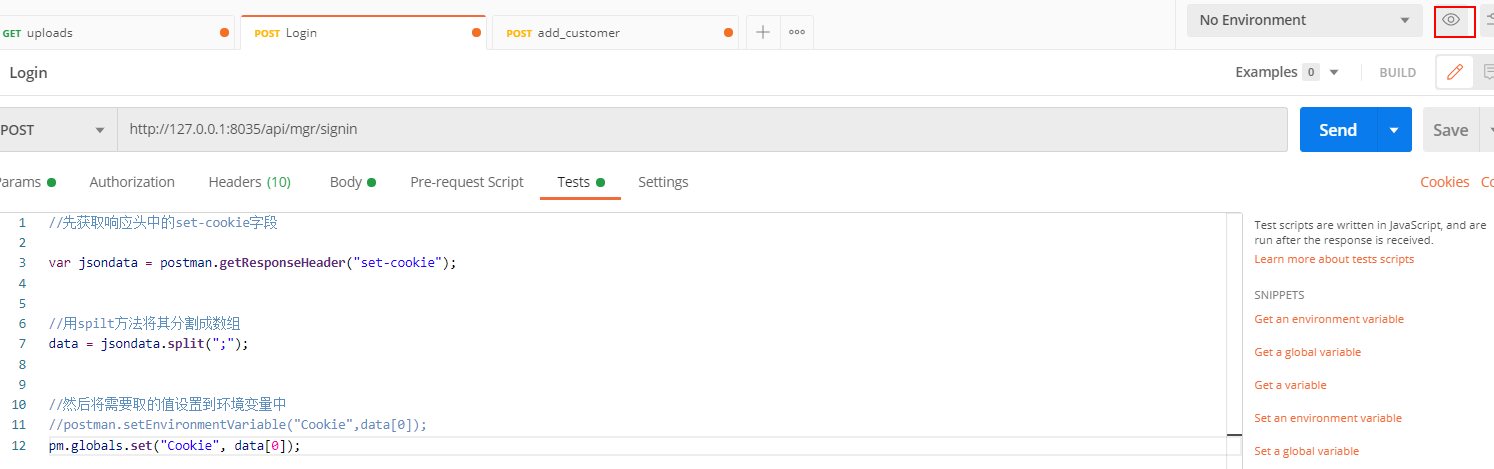 GET uploads
POST Login
POST add_customer
No Environment
Login
Examples 0
BUILD
POST
http://127.0.0.1:8035/api/mgr/signin
Send
Save
Params
Authorization
Headers (10)
Body
Pre-request Script
Tests
Settings
Cookies
Co
1 //先获取响应头中的set-cookie字段
2
3 var jsondata = postman.getResponseHeader("set-cookie");
4
5
6 //用spilt方法将其分割成数组
7 data = jsondata.split(";");
8
9
10 //然后将需要取的值设置到环境变量中
11 //postman.setEnvironmentVariable("Cookie",data[0]);
12 pm.globals.set("Cookie", data[0]);
Test scripts are written in JavaScript, and are
run after the response is received.
Learn more about tests scripts
SNIPPETS
Get an environment variable
Get a global variable
Get a variable
Set an environment variable
Set a global variable